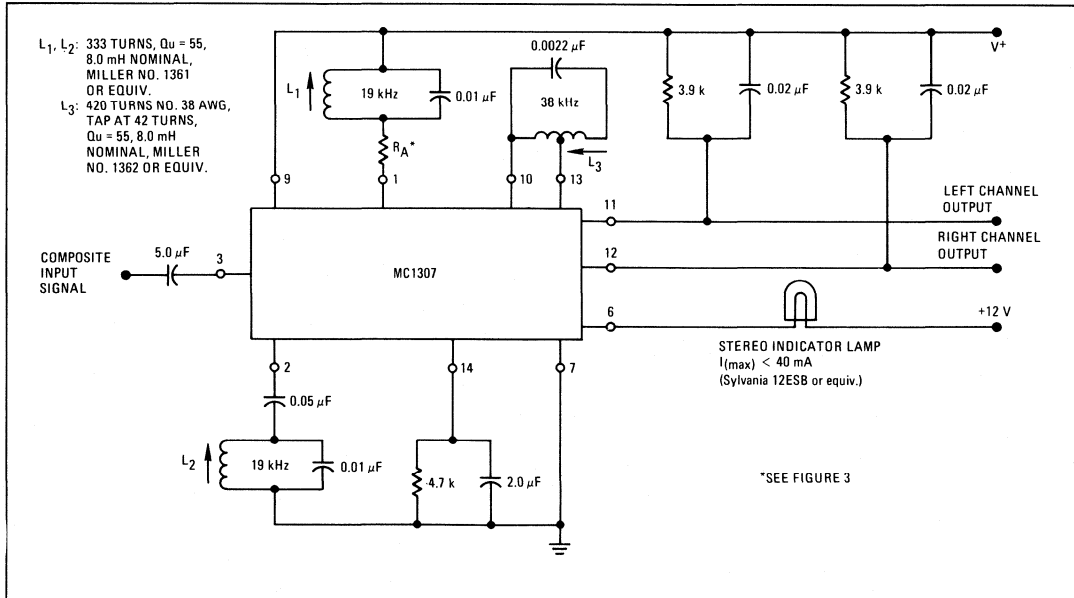 L1, L2: 333 TURNS, Qu = 55,
8.0 mH NOMINAL,
MILLER NO. 1361
OR EQUIV.
L3: 420 TURNS NO. 38 AWG,
TAP AT 42 TURNS,
Qu = 55, 8.0 mH
NOMINAL, MILLER
NO. 1362 OR EQUIV.
L1
19 kHz
0.01 μF
RA*
0.0022 μF
38 kHz
L3
3.9 k
0.02 μF
3.9 k
0.02 μF
V+
9
1
10
13
11
LEFT CHANNEL
OUTPUT
12
RIGHT CHANNEL
OUTPUT
COMPOSITE
INPUT
SIGNAL
5.0 μF
3
MC1307
6
+12 V
STEREO INDICATOR LAMP
I(max) < 40 mA
(Sylvania 12ESB or equiv.)
2
14
7
0.05 μF
L2
19 kHz
0.01 μF
4.7 k
2.0 μF
*SEE FIGURE 3